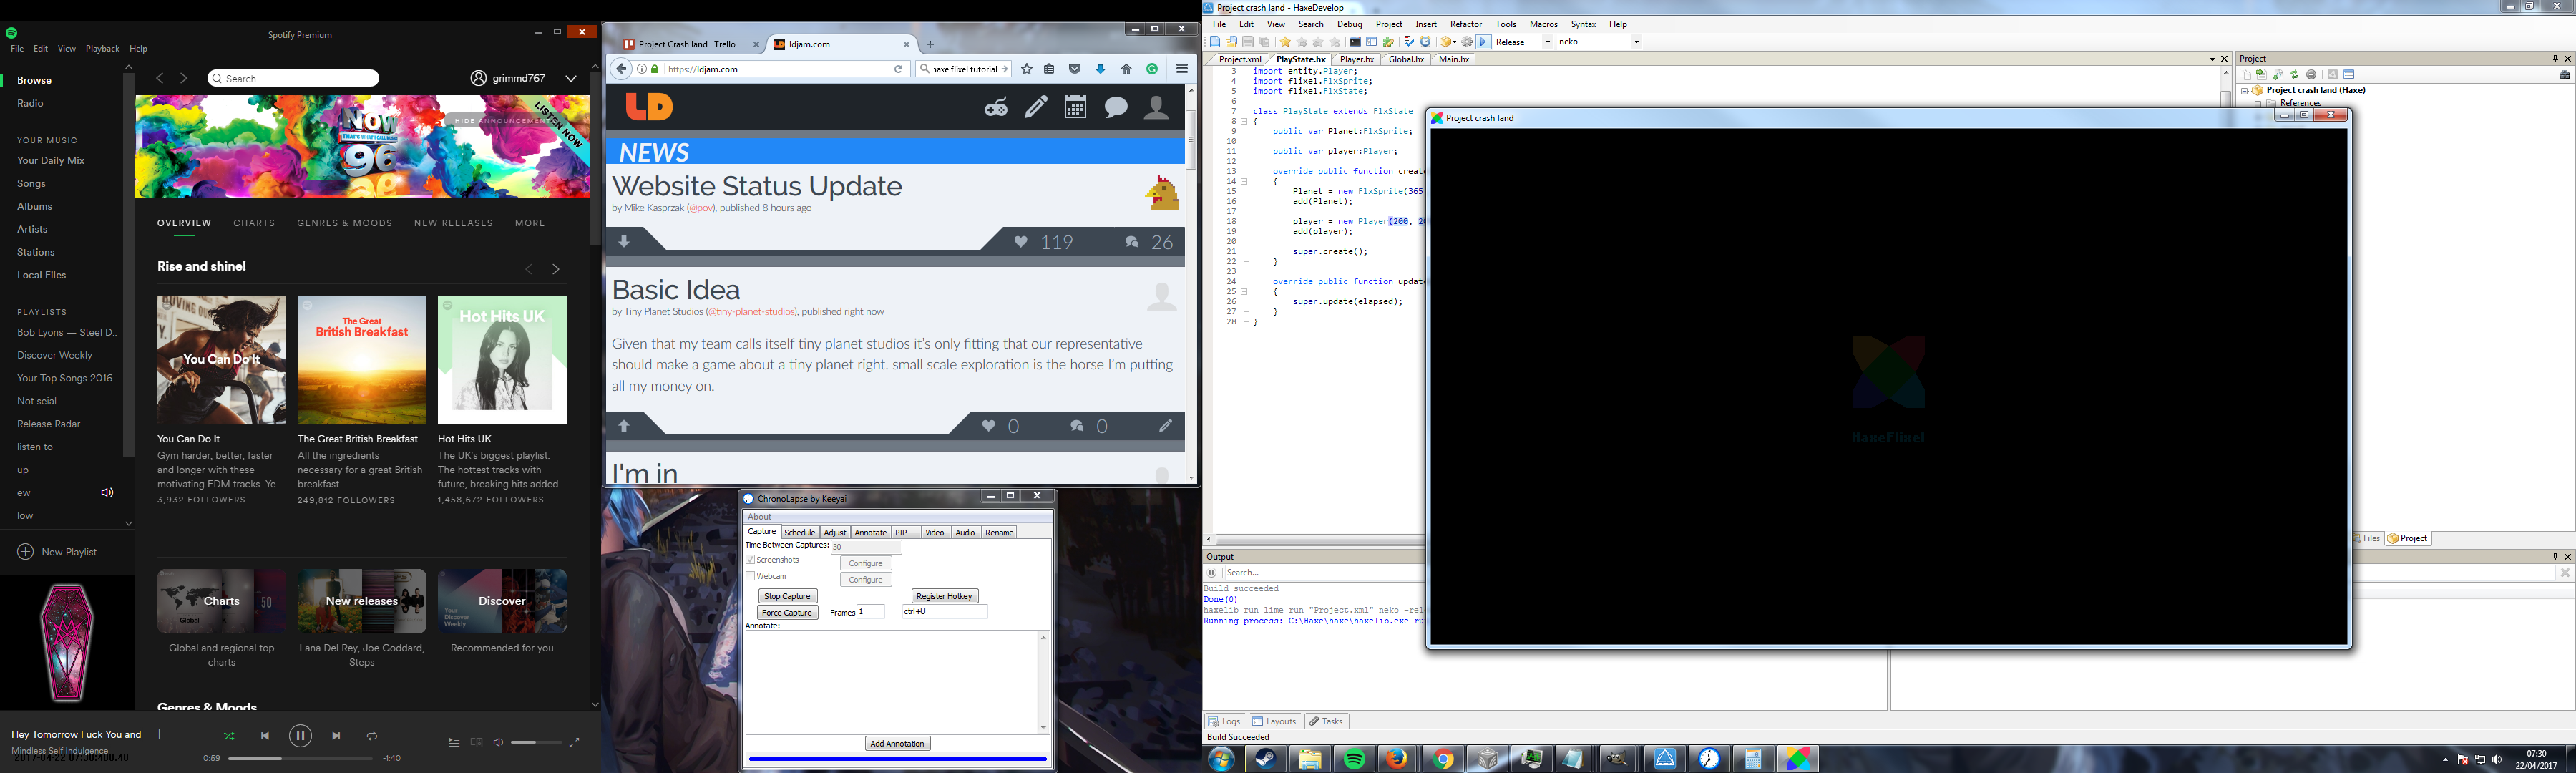 Spotify Premium
File Edit View Playback Help
Browse
Radio
YOUR MUSIC
Your Daily Mix
Songs
Albums
Artists
Stations
Local Files
PLAYLISTS
Bob Lyons — Steel D..
Discover Weekly
Your Top Songs 2016
Not seial
Release Radar
listen to
up
ew
low
New Playlist
Search
grimmd767
NOW
THAT'S WHAT I CALL MUSIC
96
HIDE ANNOUNCEMENT
LISTEN NOW
OVERVIEW CHARTS GENRES & MOODS NEW RELEASES MORE
Rise and shine!
You Can Do It
The Great
British Breakfast
Hot Hits UK
You Can Do It
Gym harder, better, faster
and longer with these
motivating EDM tracks. Ye...
3,932 FOLLOWERS
The Great British Breakfast
All the ingredients
necessary for a great British
breakfast.
249,812 FOLLOWERS
Hot Hits UK
The UK's biggest playlist.
The hottest tracks with
future, breaking hits added...
1,458,672 FOLLOWERS
Charts
New releases
Discover
Global and regional top
charts
Lana Del Rey, Joe Goddard,
Steps
Recommended for you
Genres & Moods
Hey Tomorrow Fuck You and
Mindless Self Indulgence
2017-04-22 07:30:480.48
0:59
-1:40
Project Crash land | Trello
ldjam.com
https://ldjam.com
haxe flixel tutorial
LD
NEWS
Website Status Update
by Mike Kasprzak (@pov), published 8 hours ago
119 26
Basic Idea
by Tiny Planet Studios (@tiny-planet-studios), published right now
Given that my team calls itself tiny planet studios it's only fitting that our representative
should make a game about a tiny planet right. small scale exploration is the horse I'm putting
all my money on.
0 0
I'm in
ChronoLapse by Keeyai
About
Capture Schedule Adjust Annotate PIP Video Audio Rename
Time Between Captures: 30
Screenshots Configure
Webcam Configure
Stop Capture Register Hotkey
Force Capture Frames 1 ctrl+U
Annotate:
Add Annotation
Project crash land - HaxeDevelop
File Edit View Search Debug Project Insert Refactor Tools Macros Syntax Help
Release neko
Project.xml PlayState.hx Player.hx Global.hx Main.hx
3 import entity.Player;
4 import flixel.FlxSprite;
5 import flixel.FlxState;
6
7 class PlayState extends FlxState
8 {
9 public var Planet:FlxSprite;
10
11 public var player:Player;
12
13 override public function create
14 {
15 Planet = new FlxSprite(365
16 add(Planet);
17
18 player = new Player(200, 20
19 add(player);
20
21 super.create();
22 }
23
24 override public function update
25 {
26 super.update(elapsed);
27 }
28 }
Project
Project crash land (Haxe)
References
Files Project
Project crash land
HaxeFlixel
Output
Search...
Build succeeded
Done(0)
haxelib run lime run "Project.xml" neko -rele
Running process: C:\Haxe\haxe\haxelib.exe run
Logs Layouts Tasks
Build Succeeded
07:30
22/04/2017